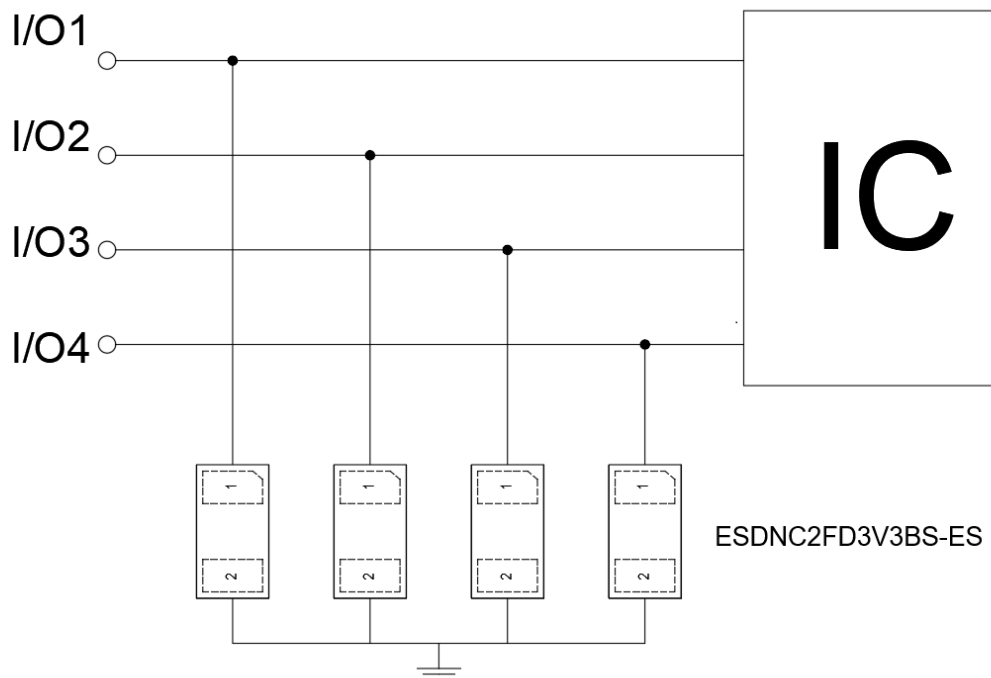 I/O1
I/O2
I/O3
I/O4
IC
1 1 1 1
2 2 2 2
ESDNC2FD3V3BS-ES